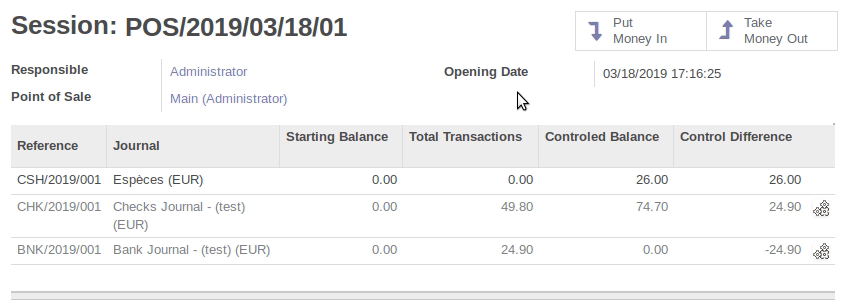 Session: POS/2019/03/18/01
Put
Money In
Take
Money Out
Responsible
Administrator
Opening Date
03/18/2019 17:16:25
Point of Sale
Main (Administrator)
Reference Journal Starting Balance Total Transactions Controled Balance Control Difference
CSH/2019/001 Espèces (EUR) 0.00 0.00 26.00 26.00
CHK/2019/001 Checks Journal - (test) 0.00 49.80 74.70 24.90
(EUR)
BNK/2019/001 Bank Journal - (test) (EUR) 0.00 24.90 0.00 -24.90